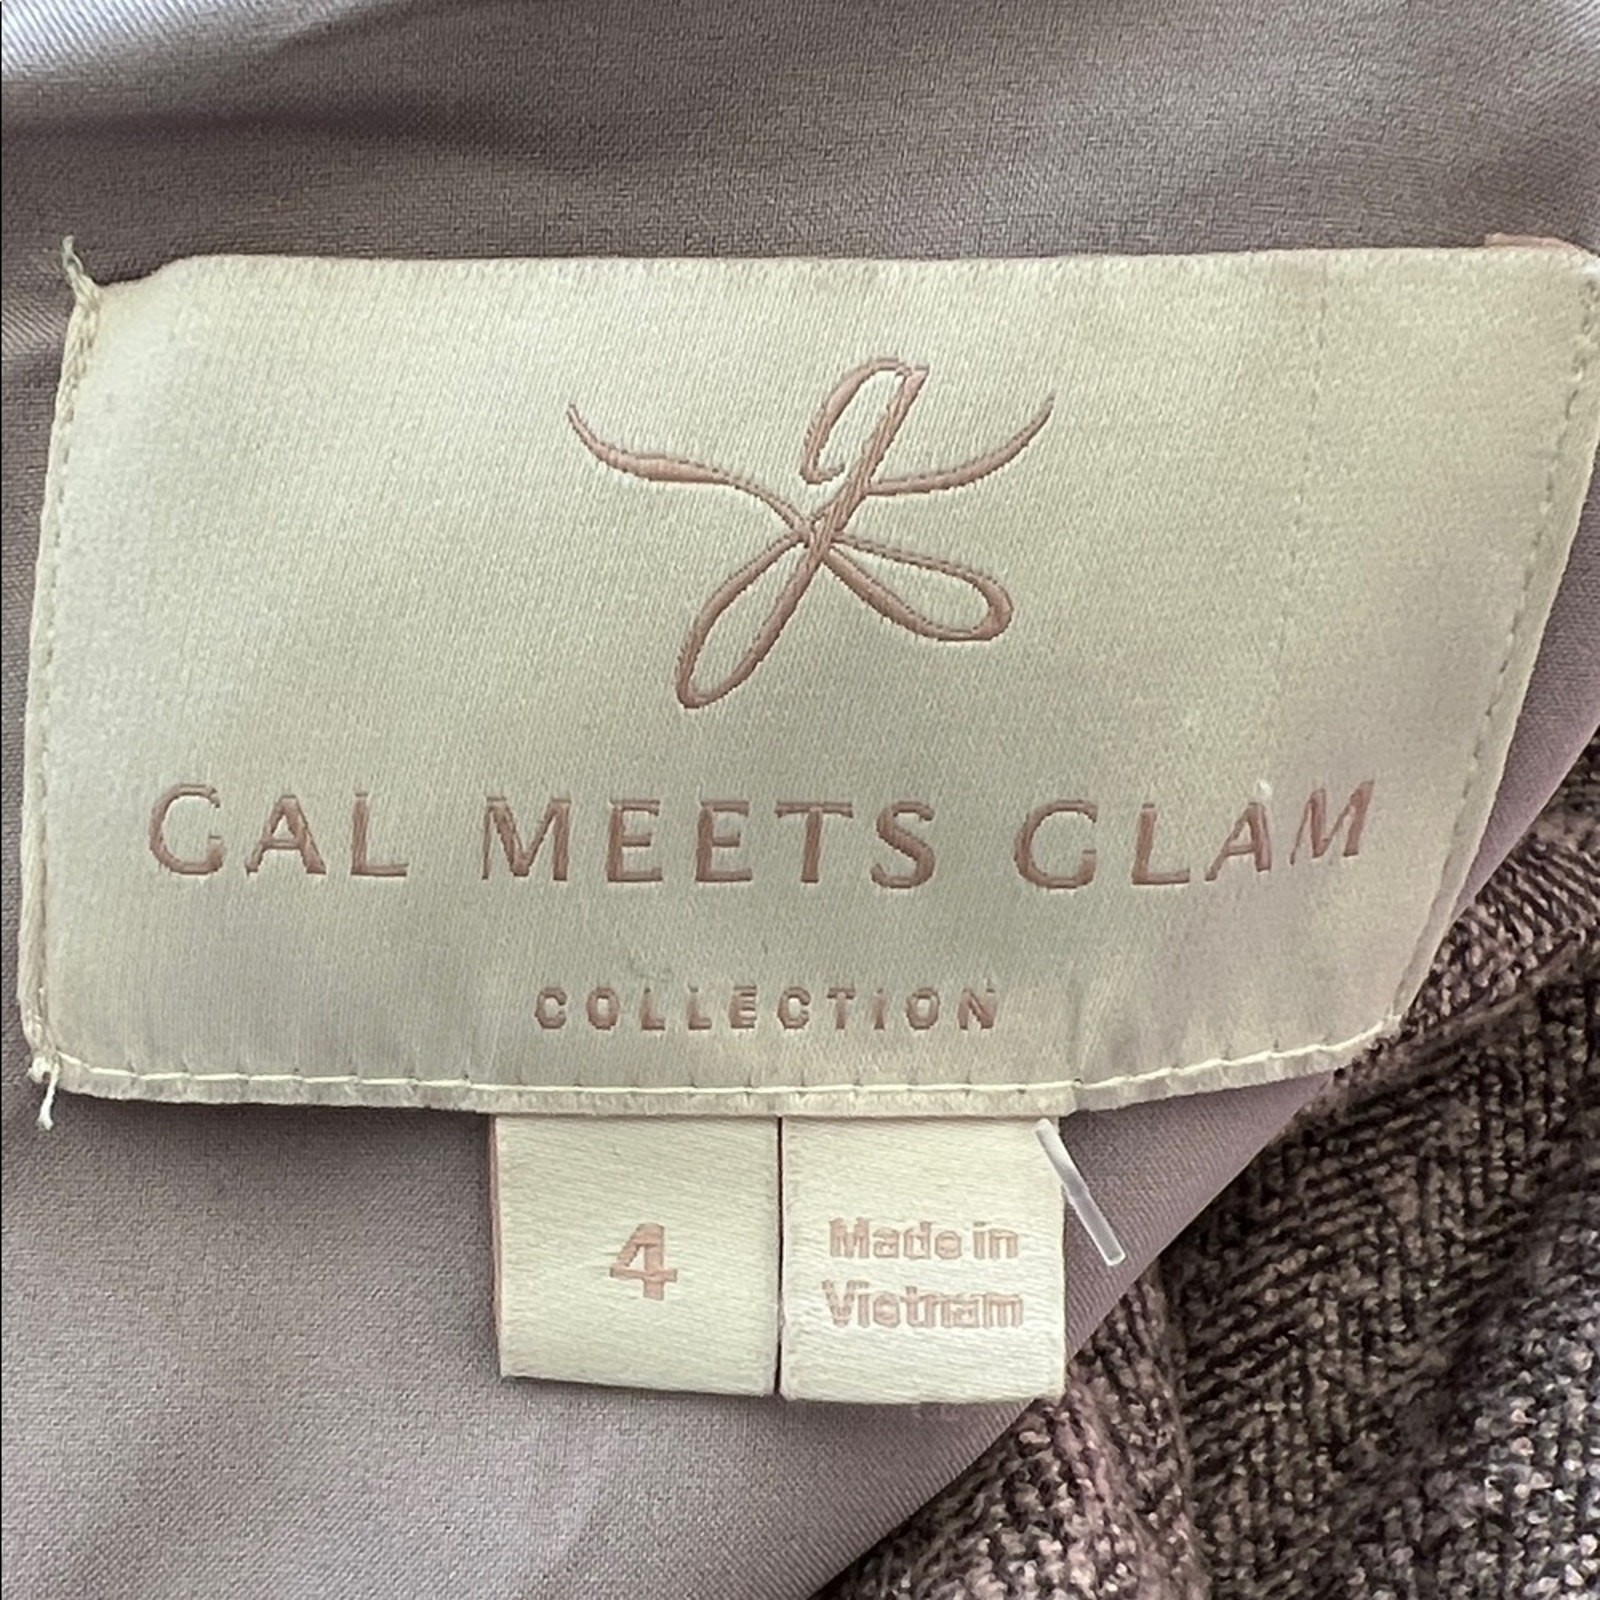 g
GAL MEETS GLAM
COLLECTION
4
Made in
Vietnam